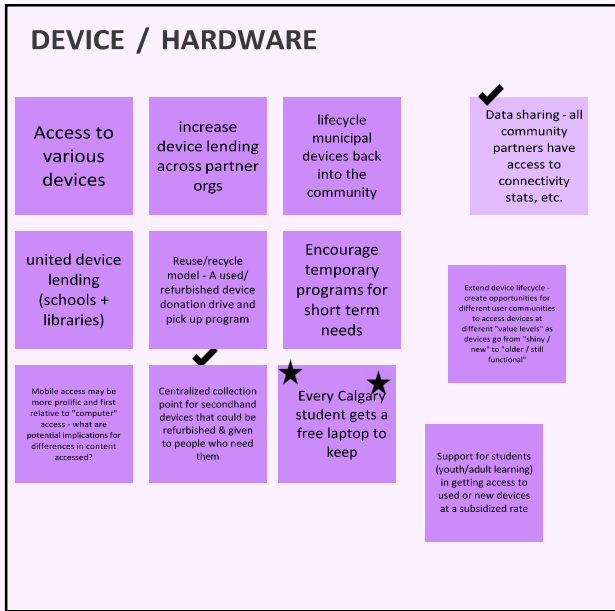 DEVICE / HARDWARE
Access to
various
devices
increase
device lending
across partner
orgs
lifecycle
municipal
devices back
into the
community
Data sharing - all
community
partners have
access to
connectivity
stats, etc.
united device
lending
(schools +
libraries)
Reuse/recycle
model - A used/
refurbished device
donation drive and
pick up program
Encourage
temporary
programs for
short term
needs
Extend device lifecycle -
create opportunities for
different user communities
to access devices at
different "value levels" as
devices go from "shiny /
new" to "older / still
functional"
Mobile access may be
more prolific and first
relative to "computer"
access - what are
potential implications for
differences in content
accessed?
Centralized collection
point for secondhand
devices that could be
refurbished & given
to people who need
them
Every Calgary
student gets a
free laptop to
keep
Support for students
(youth/adult learning)
in getting access to
used or new devices
at a subsidized rate